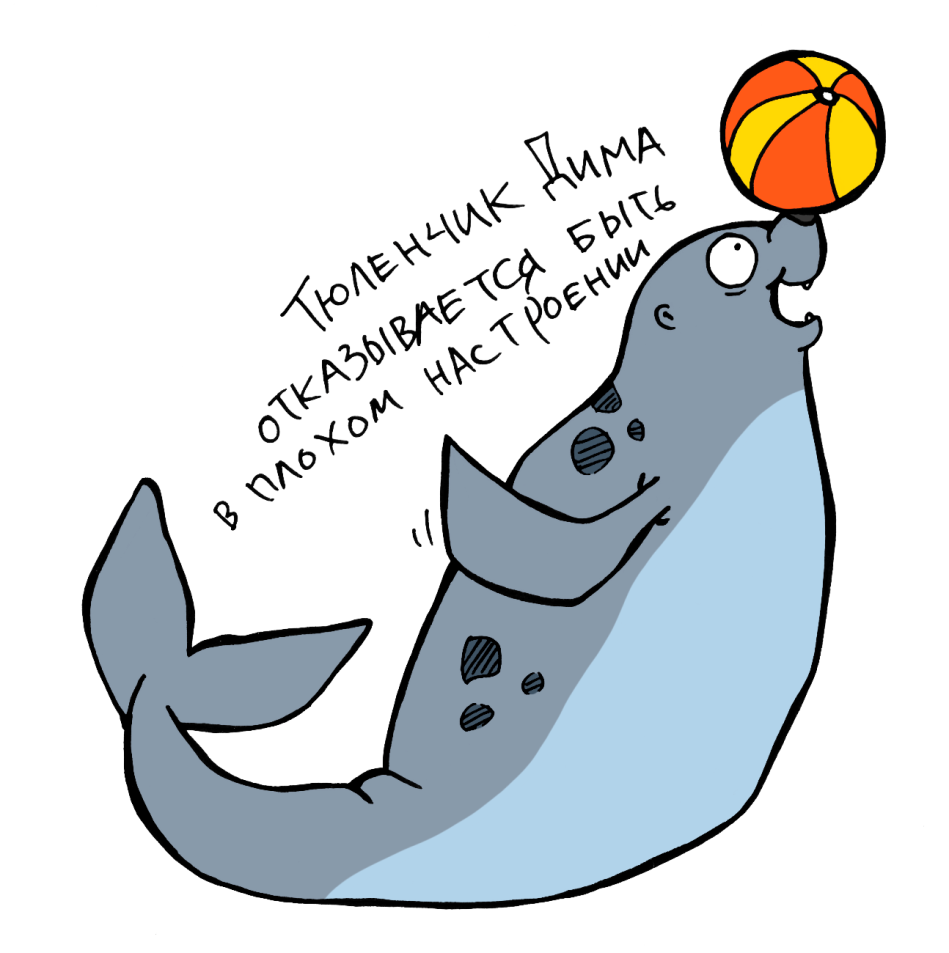 Тюленчик Дима
отказывается быть
в плохом настроении